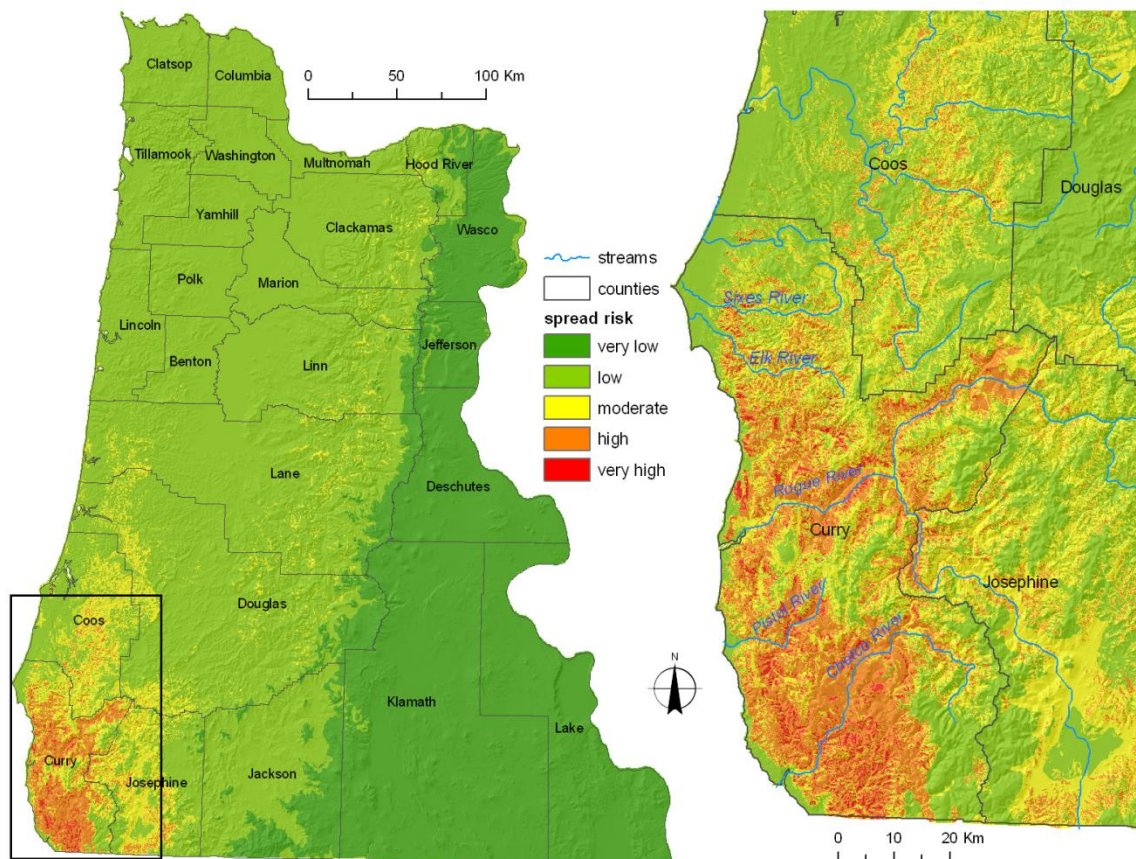 Clatsop
Columbia
0 50 100 Km
Tillamook
Washington
Multnomah
Hood River
Yamhill
Clackamas
Wasco
Polk
Marion
Lincoln
Benton
Linn
Jefferson
Lane
Deschutes
Douglas
Coos
Klamath
Lake
Curry
Josephine
Jackson
streams
counties
spread risk
very low
low
moderate
high
very high
N
Coos
Douglas
Sixes River
Elk River
Rogue River
Curry
Josephine
Pistol River
Chetco River
0 10 20 Km